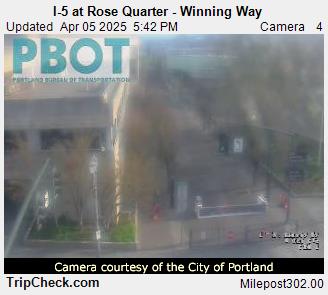 I-5 at Rose Quarter - Winning Way
Updated Apr 05 2025 5:42 PM Camera 4
PBOT
PORTLAND BUREAU OF TRANSPORTATION
Camera courtesy of the City of Portland
TripCheck.com Milepost302.00